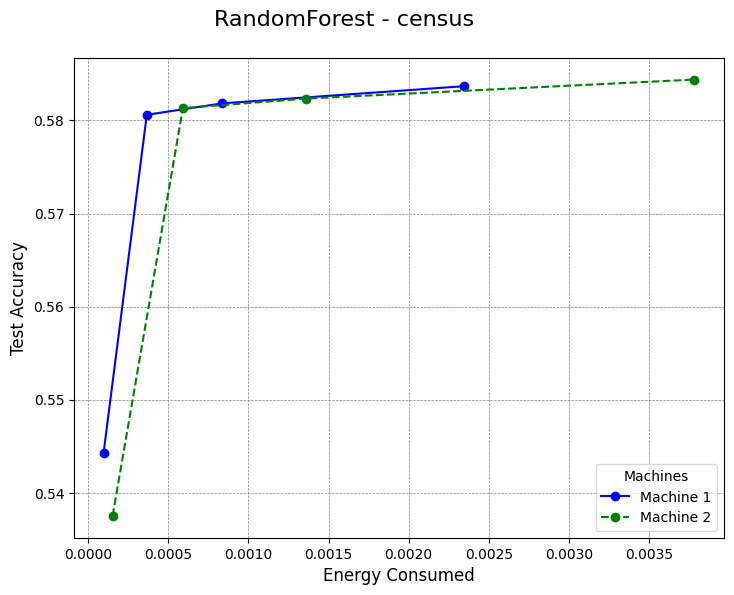 RandomForest - census
Test Accuracy
0.58
0.57
0.56
0.55
0.54
Machines
Machine 1
Machine 2
0.0000 0.0005 0.0010 0.0015 0.0020 0.0025 0.0030 0.0035
Energy Consumed